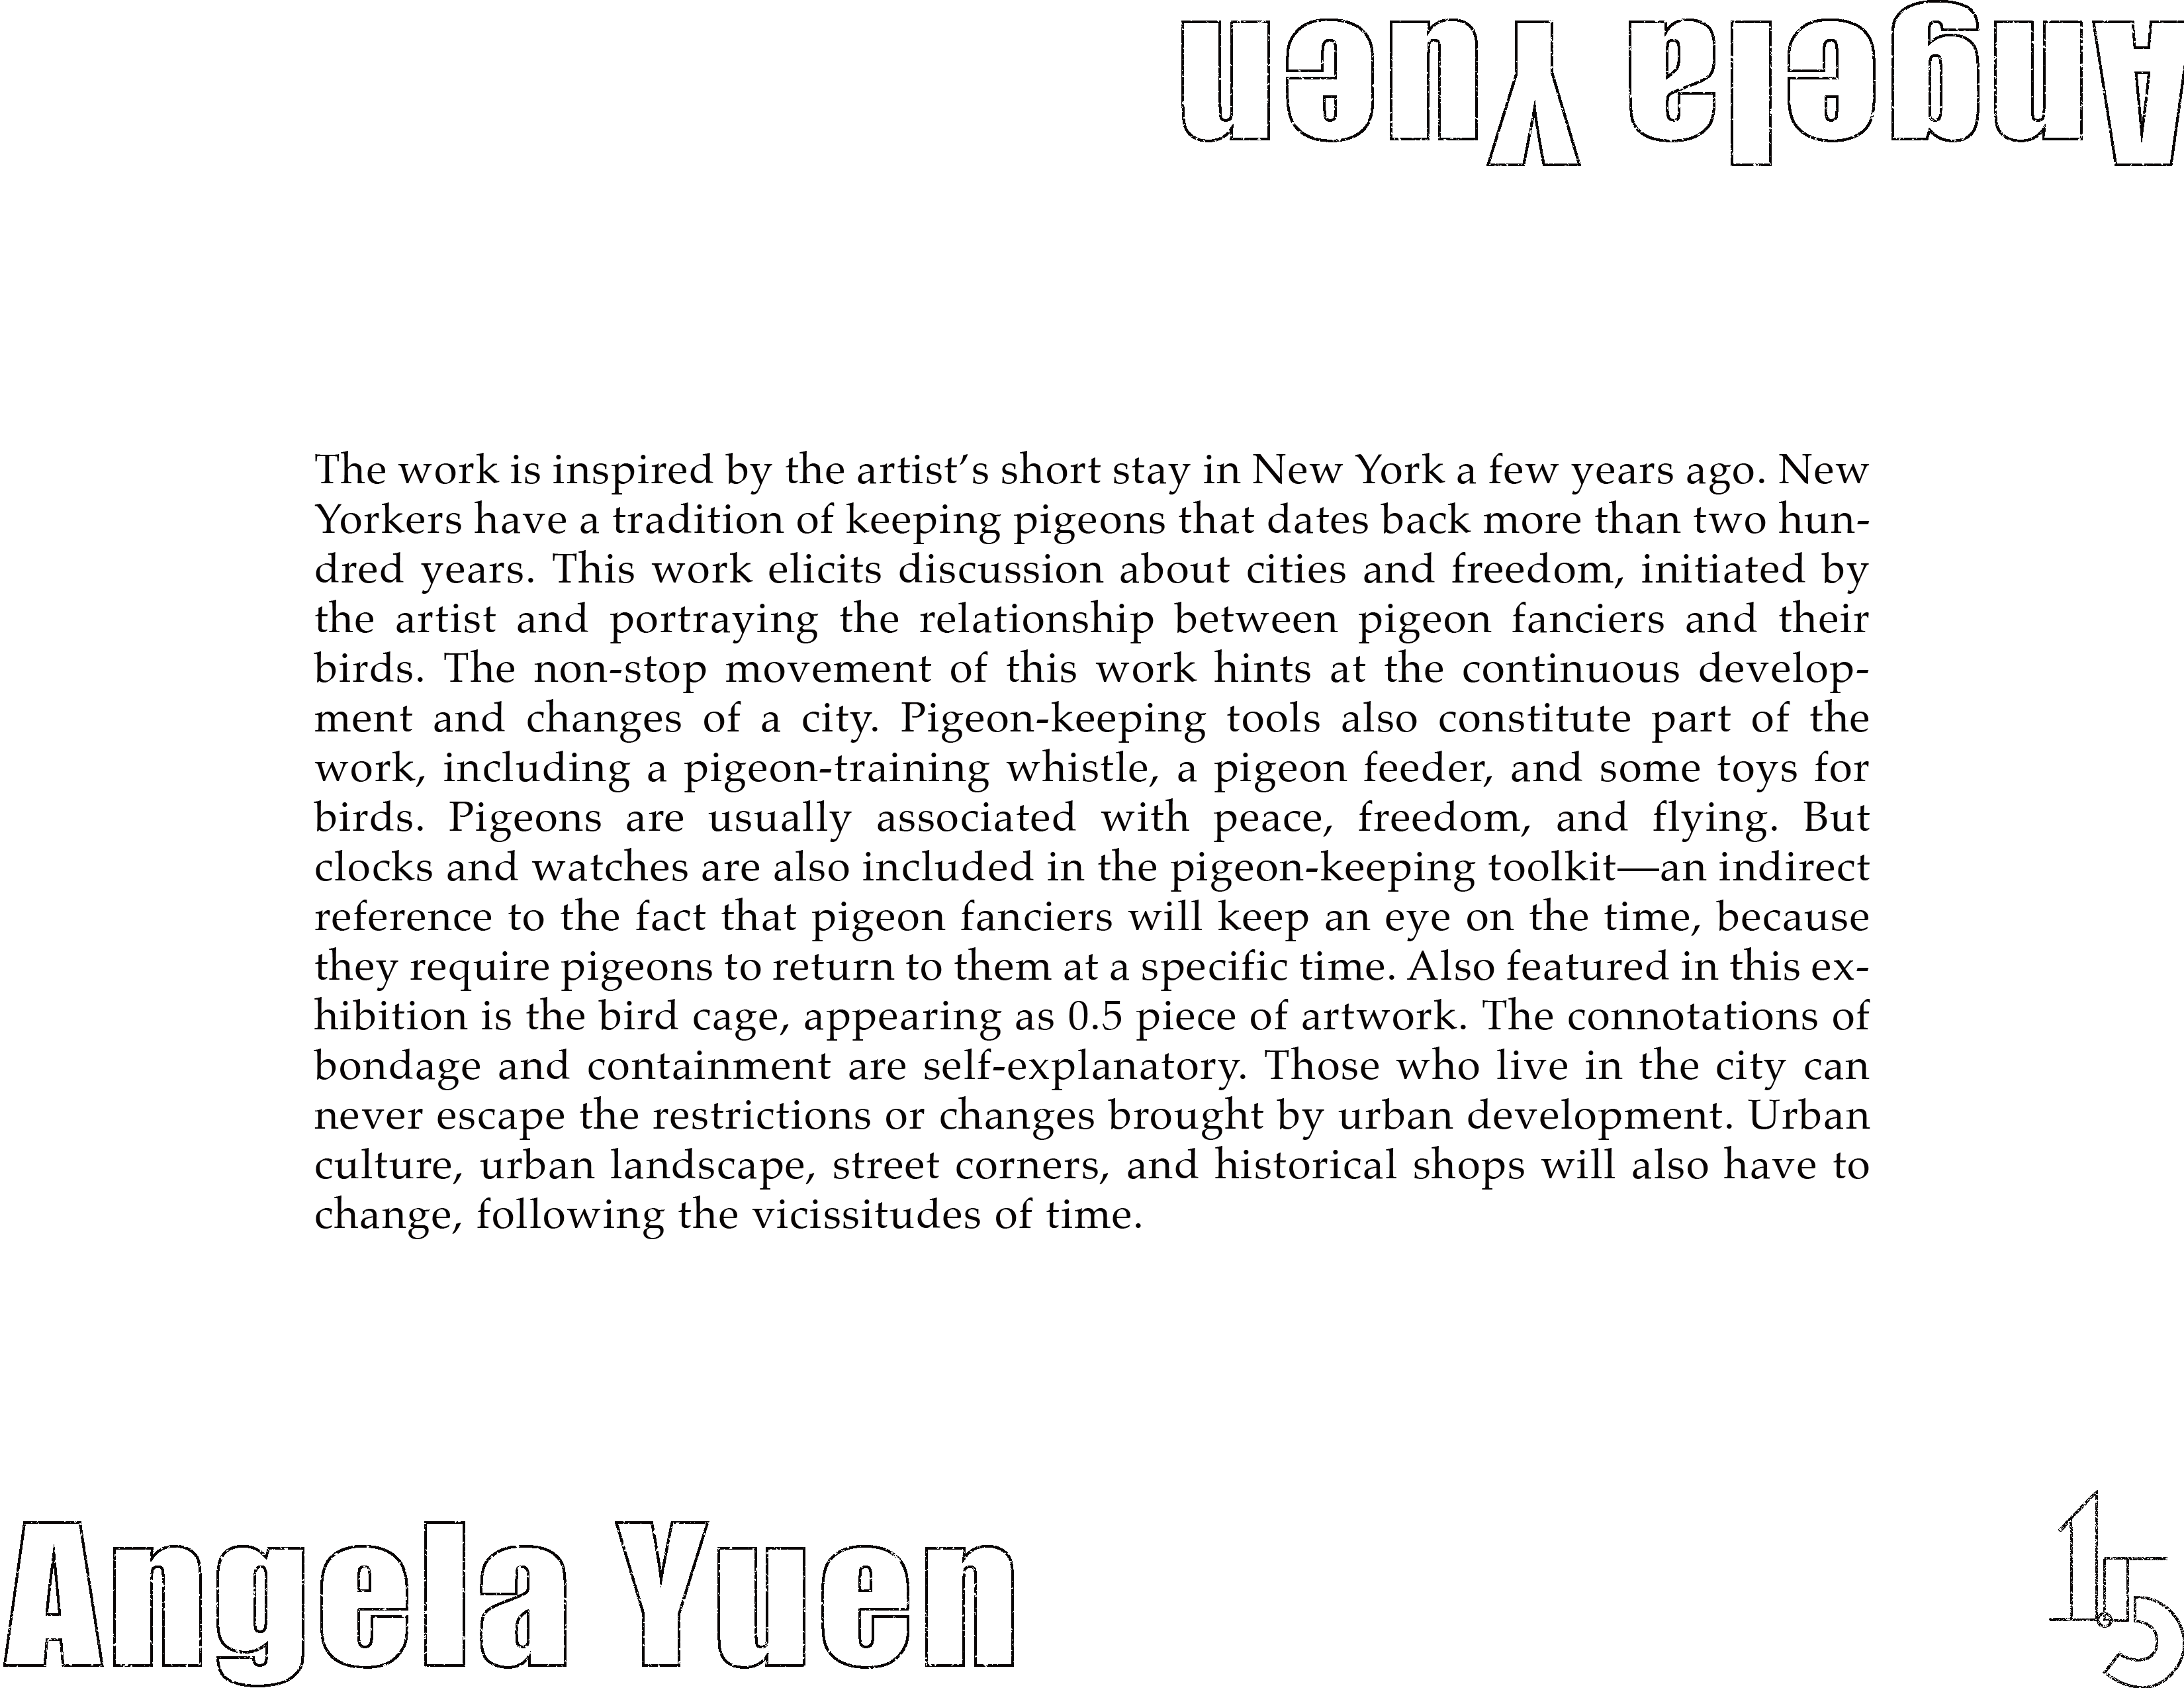 Angela Yuen
The work is inspired by the artist’s short stay in New York a few years ago. New
Yorkers have a tradition of keeping pigeons that dates back more than two hun-
dred years. This work elicits discussion about cities and freedom, initiated by
the artist and portraying the relationship between pigeon fanciers and their
birds. The non-stop movement of this work hints at the continuous develop-
ment and changes of a city. Pigeon-keeping tools also constitute part of the
work, including a pigeon-training whistle, a pigeon feeder, and some toys for
birds. Pigeons are usually associated with peace, freedom, and flying. But
clocks and watches are also included in the pigeon-keeping toolkit—an indirect
reference to the fact that pigeon fanciers will keep an eye on the time, because
they require pigeons to return to them at a specific time. Also featured in this ex-
hibition is the bird cage, appearing as 0.5 piece of artwork. The connotations of
bondage and containment are self-explanatory. Those who live in the city can
never escape the restrictions or changes brought by urban development. Urban
culture, urban landscape, street corners, and historical shops will also have to
change, following the vicissitudes of time.
Angela Yuen
1.5